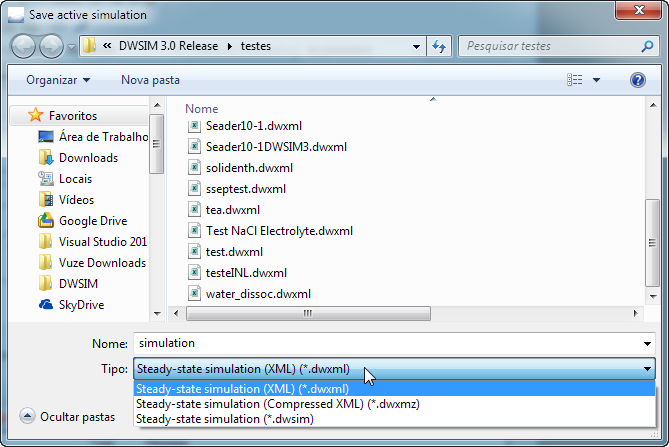 Save active simulation
« DWSIM 3.0 Release ▸ testes
Pesquisar testes
Organizar
Nova pasta
Favoritos
Área de Trabalho
Downloads
Locais
Vídeos
Google Drive
Visual Studio 201
Vuze Downloads
DWSIM
SkyDrive
Nome
Seader10-1.dwxml
Seader10-1DWSIM3.dwxml
solidenth.dwxml
sseptest.dwxml
tea.dwxml
Test NaCl Electrolyte.dwxml
test.dwxml
testeINL.dwxml
water_dissoc.dwxml
Nome: simulation
Tipo: Steady-state simulation (XML) (*.dwxml)
Steady-state simulation (XML) (*.dwxml)
Steady-state simulation (Compressed XML) (*.dwxmz)
Steady-state simulation (*.dwsim)
Ocultar pastas